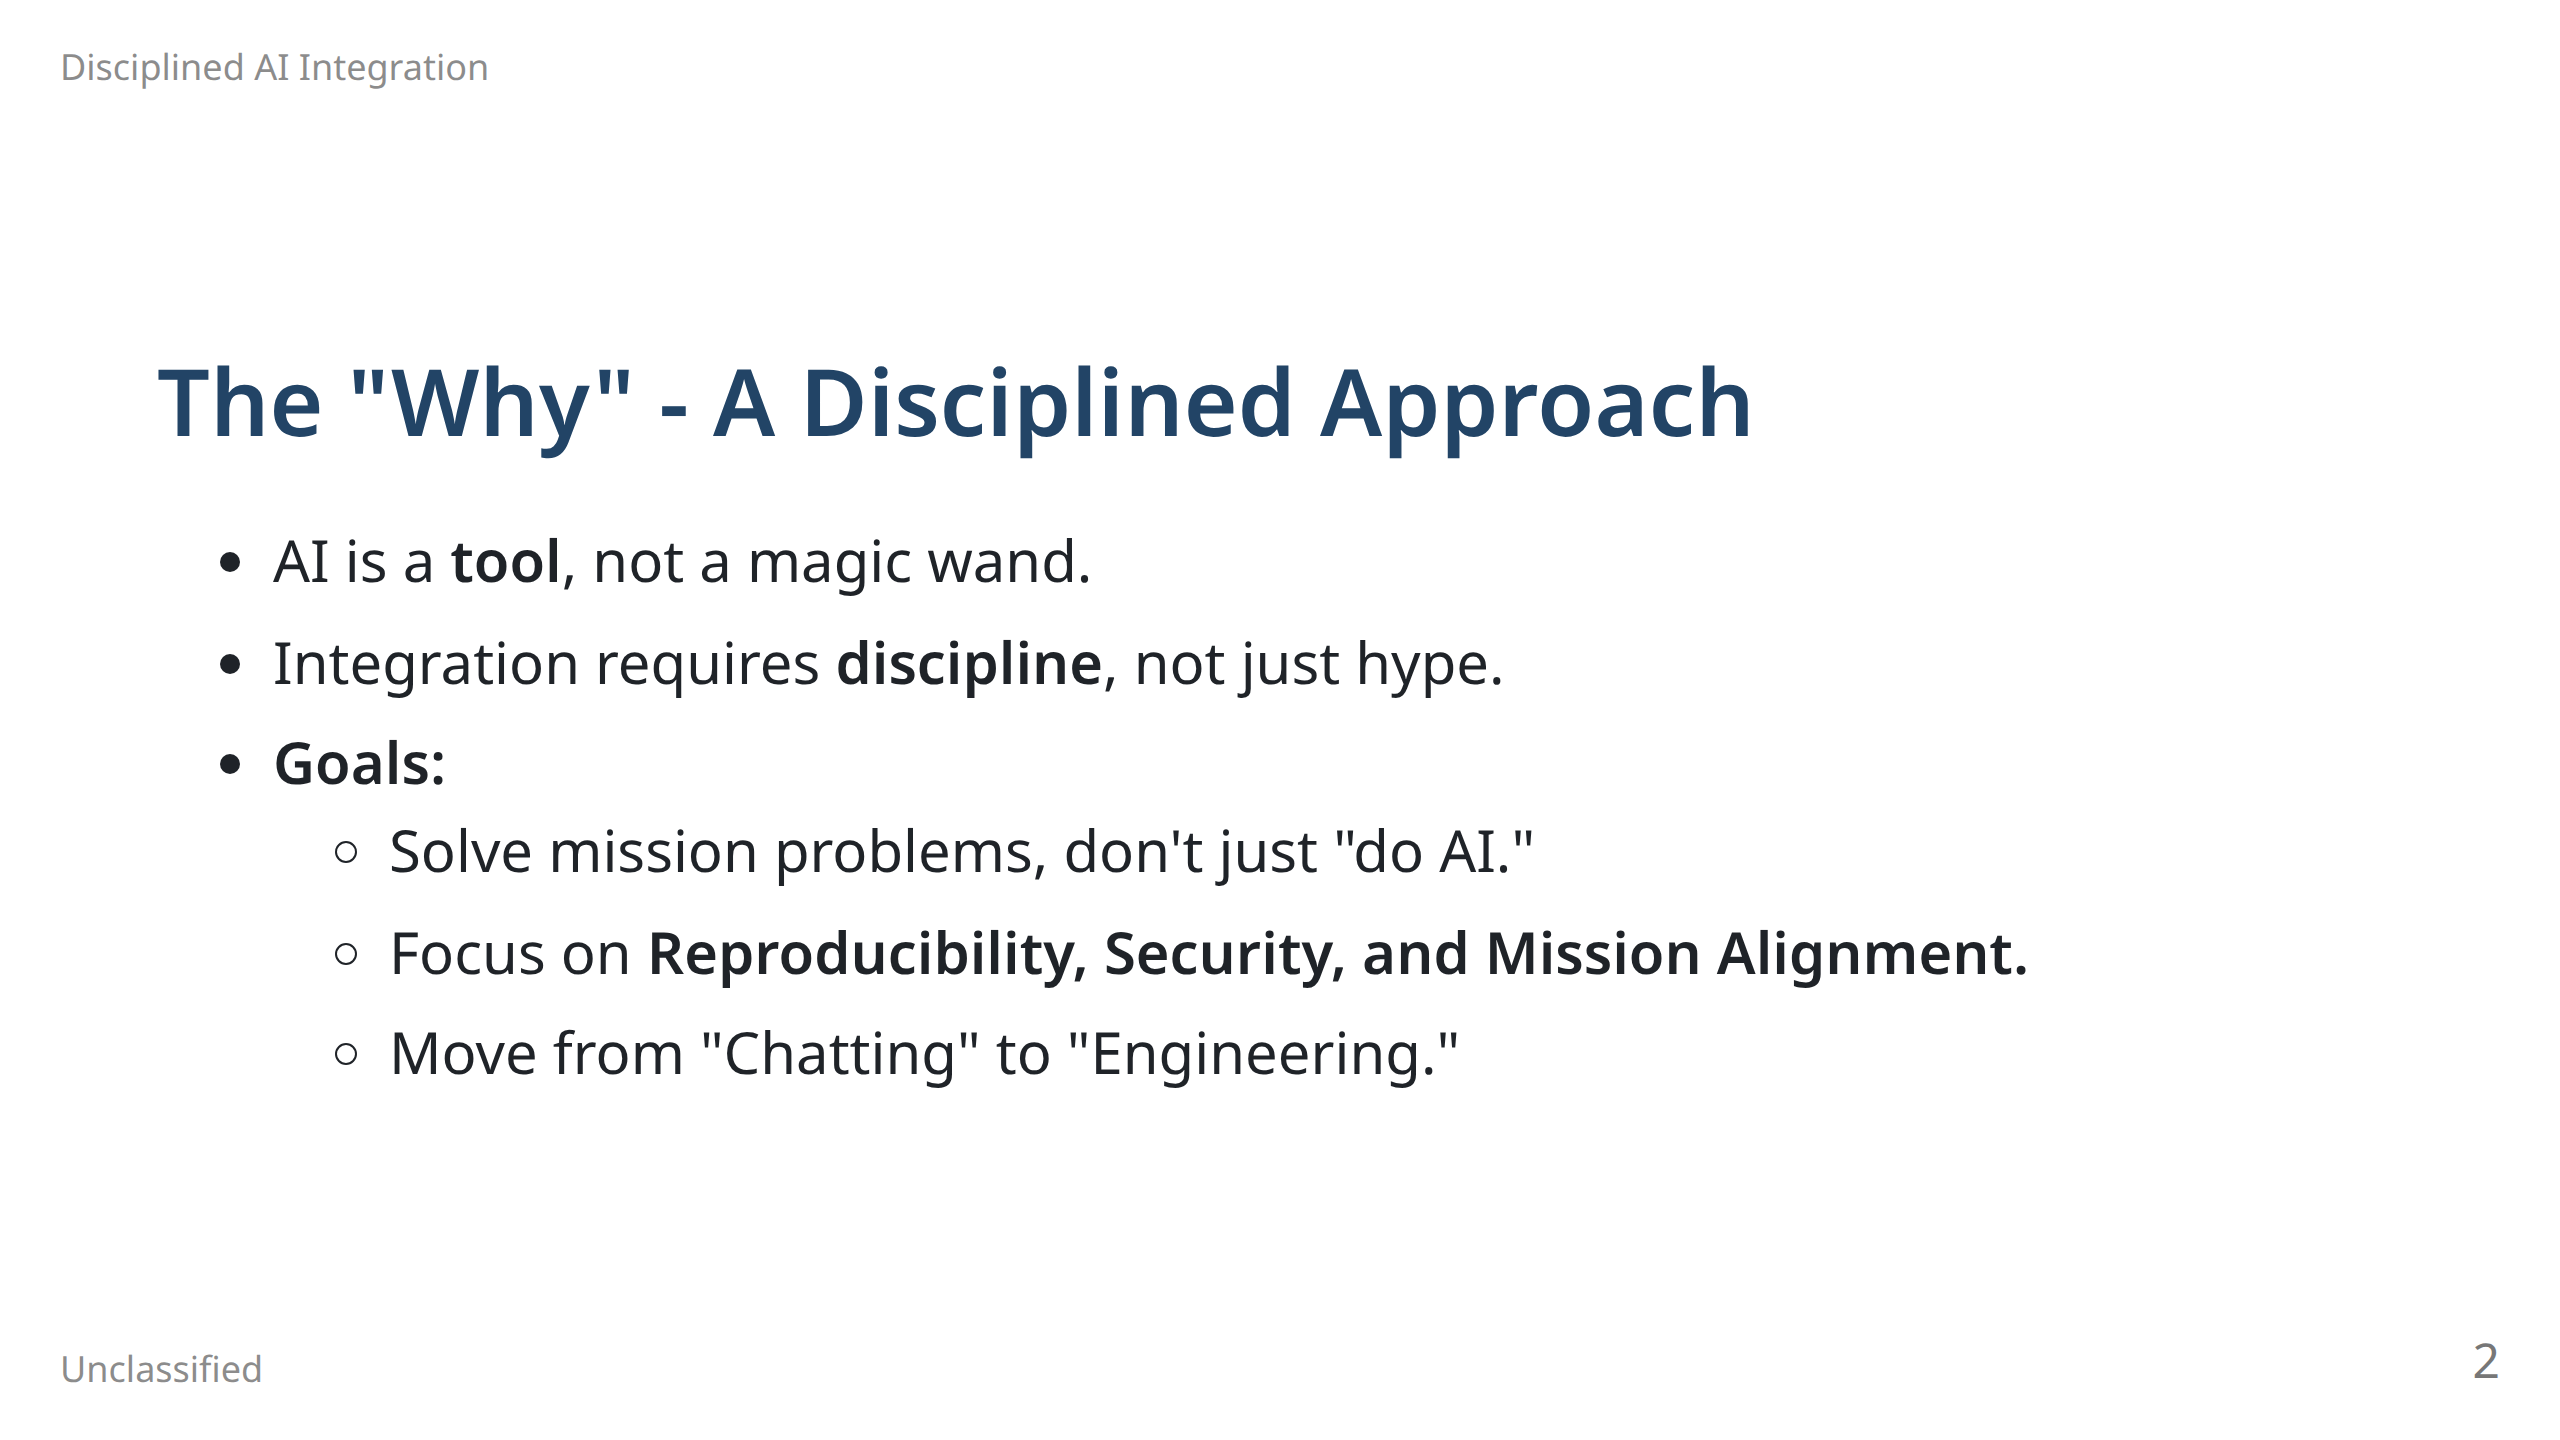 Disciplined AI Integration
The "Why" - A Disciplined Approach
• AI is a tool, not a magic wand.
• Integration requires discipline, not just hype.
• Goals:
○ Solve mission problems, don't just "do AI."
○ Focus on Reproducibility, Security, and Mission Alignment.
○ Move from "Chatting" to "Engineering."
Unclassified
2